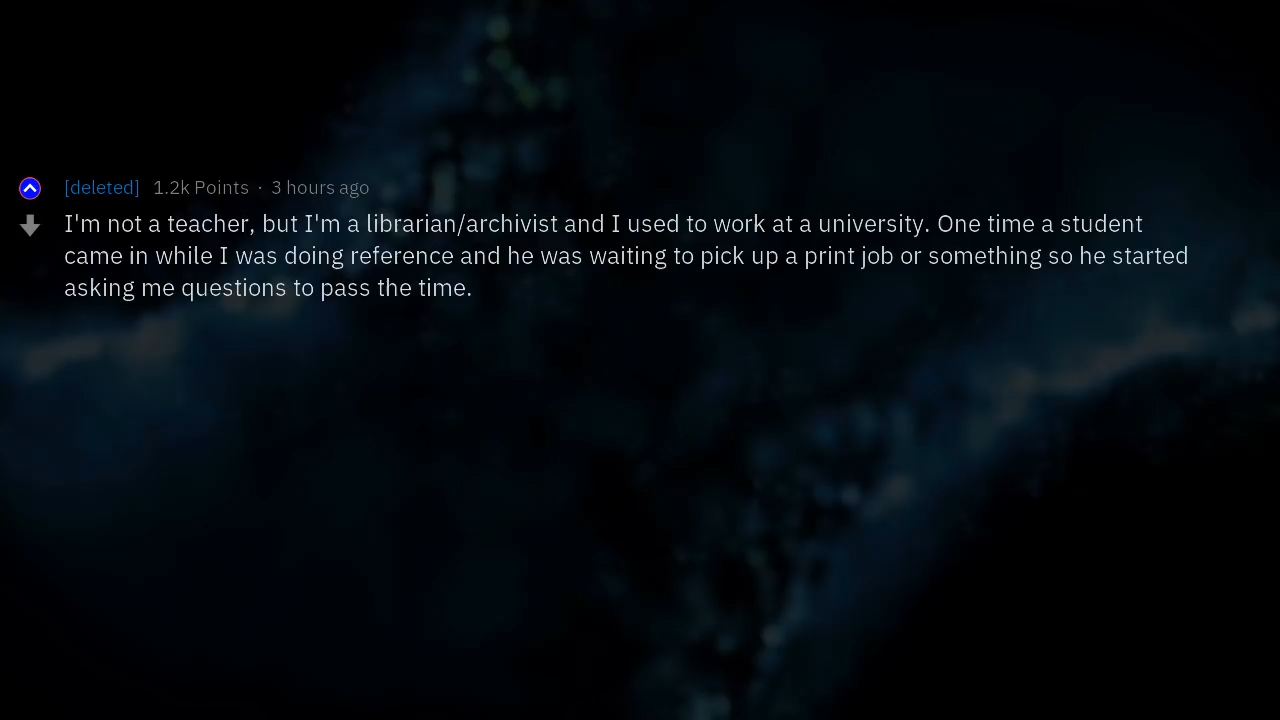 [deleted] 1.2k Points · 3 hours ago
I'm not a teacher, but I'm a librarian/archivist and I used to work at a university. One time a student
came in while I was doing reference and he was waiting to pick up a print job or something so he started
asking me questions to pass the time.